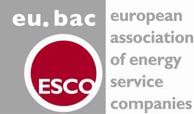 eu.bac
ESCO
european
association
of energy
service
companies